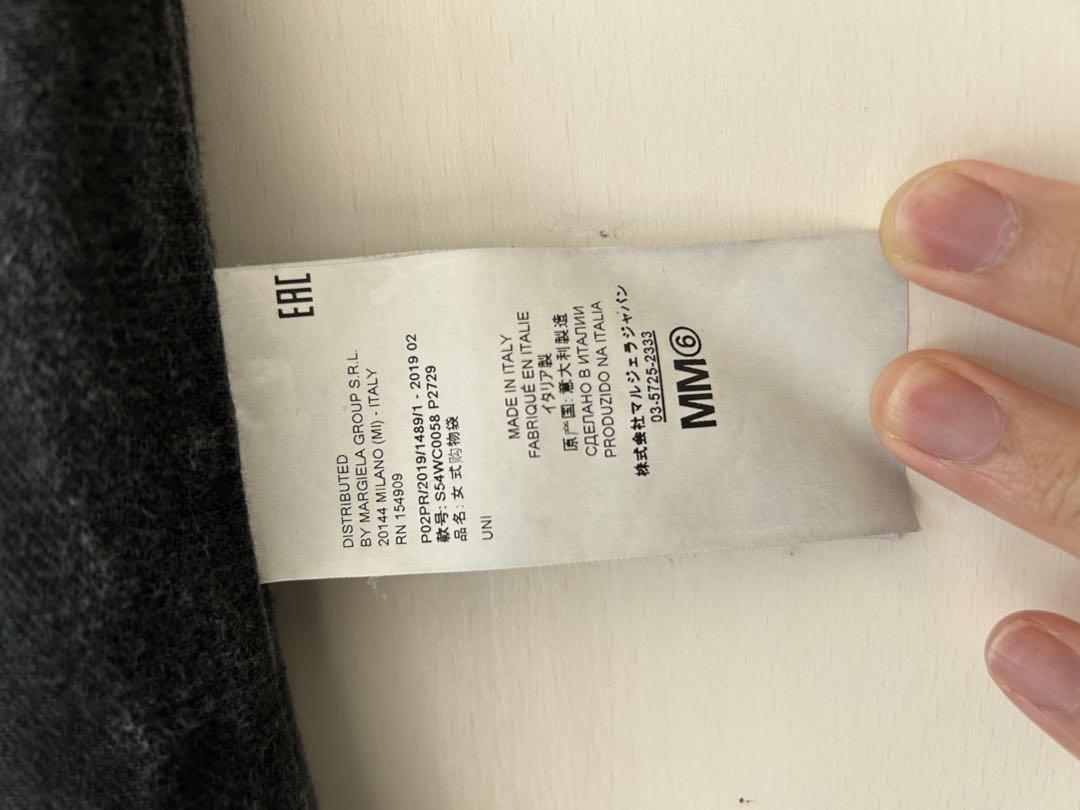 EAC
DISTRIBUTED
BY MARGIELA GROUP S.R.L.
20144 MILANO (MI) - ITALY
RN 154909
P02PR/2019/1489/1 - 2019 02
款号: S54WC0058 P2729
品名: 女 式购物袋
UNI
MADE IN ITALY
FABRIQUÉ EN ITALIE
イタリア製
原产国: 意大利製造
СДЕЛАНО В ИТАЛИИ
PRODUZIDO NA ITALIA
株式会社マルジェラジャパン
03-5725-2333
MM⑥